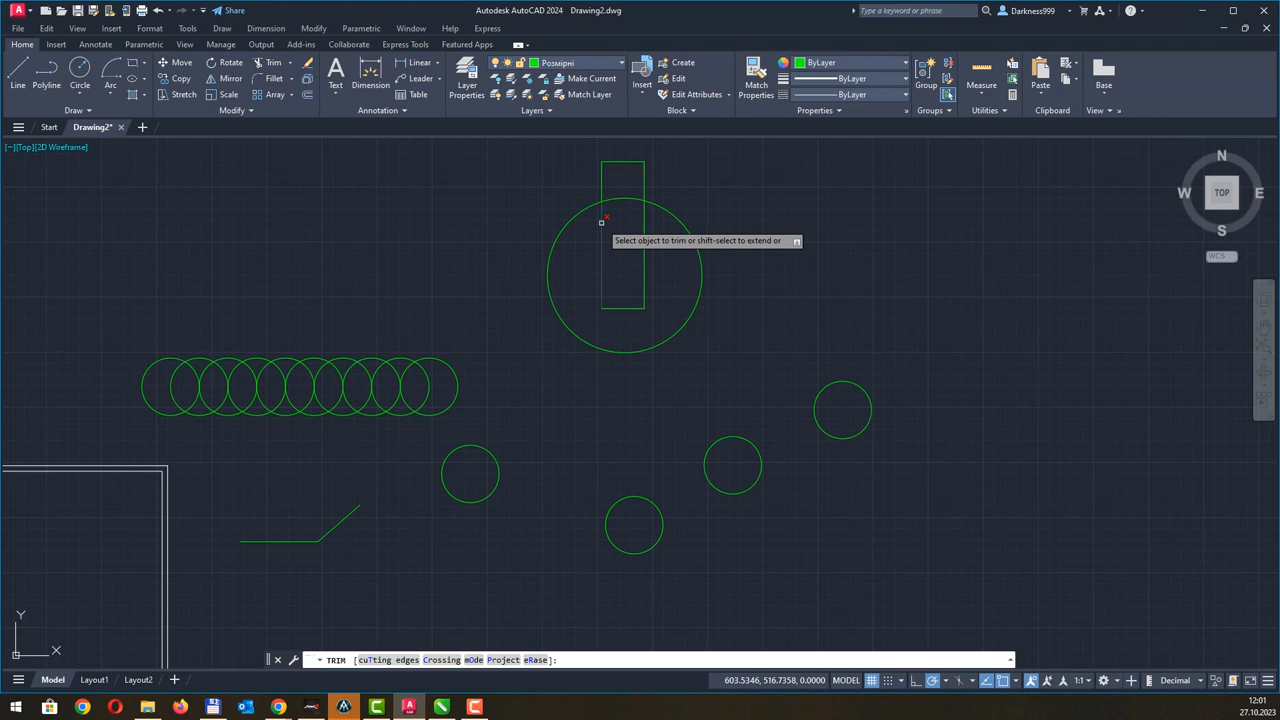 Share
Autodesk AutoCAD 2024 Drawing2.dwg
Type a keyword or phrase
Darkness999
File Edit View Insert Format Tools Draw Dimension Modify Parametric Window Help Express
Home Insert Annotate Parametric View Manage Output Add-ins Collaborate Express Tools Featured Apps
Line Polyline Circle Arc
Move Rotate Trim
Copy Mirror Fillet
Stretch Scale Array
Text Dimension
Linear
Leader
Table
Layer Properties
Розмірні
Make Current
Match Layer
Insert
Create
Edit
Edit Attributes
Match Properties
ByLayer
ByLayer
ByLayer
Group
Measure
Paste
Base
Draw Modify Annotation Layers Block Properties Groups Utilities Clipboard View
Start Drawing2*
[−][Top][2D Wireframe]
N
W TOP E
S
WCS
Select object to trim or shift-select to extend or
Y
X
TRIM [cuTting edges Crossing mOde Project eRase]:
Model Layout1 Layout2
603.5346, 516.7358, 0.0000 MODEL
1:1
Decimal
12:01
27.10.2023